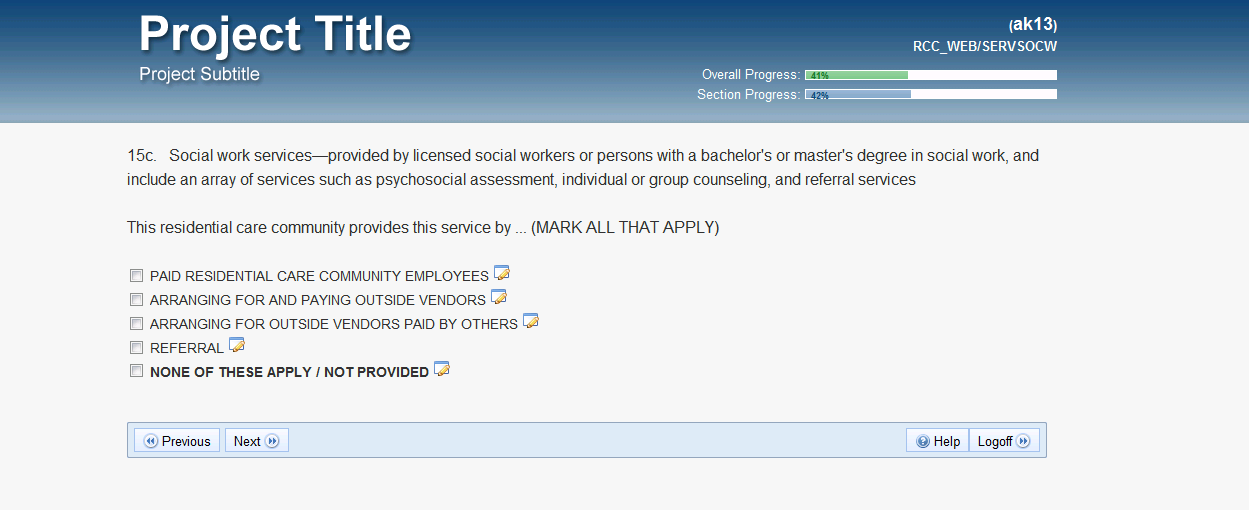 Project Title
Project Subtitle
(ak13)
RCC_WEB/SERVSOCW
Overall Progress: 41%
Section Progress: 42%
15c. Social work services—provided by licensed social workers or persons with a bachelor's or master's degree in social work, and
include an array of services such as psychosocial assessment, individual or group counseling, and referral services
This residential care community provides this service by ... (MARK ALL THAT APPLY)
PAID RESIDENTIAL CARE COMMUNITY EMPLOYEES
ARRANGING FOR AND PAYING OUTSIDE VENDORS
ARRANGING FOR OUTSIDE VENDORS PAID BY OTHERS
REFERRAL
NONE OF THESE APPLY / NOT PROVIDED
Previous Next Help Logoff